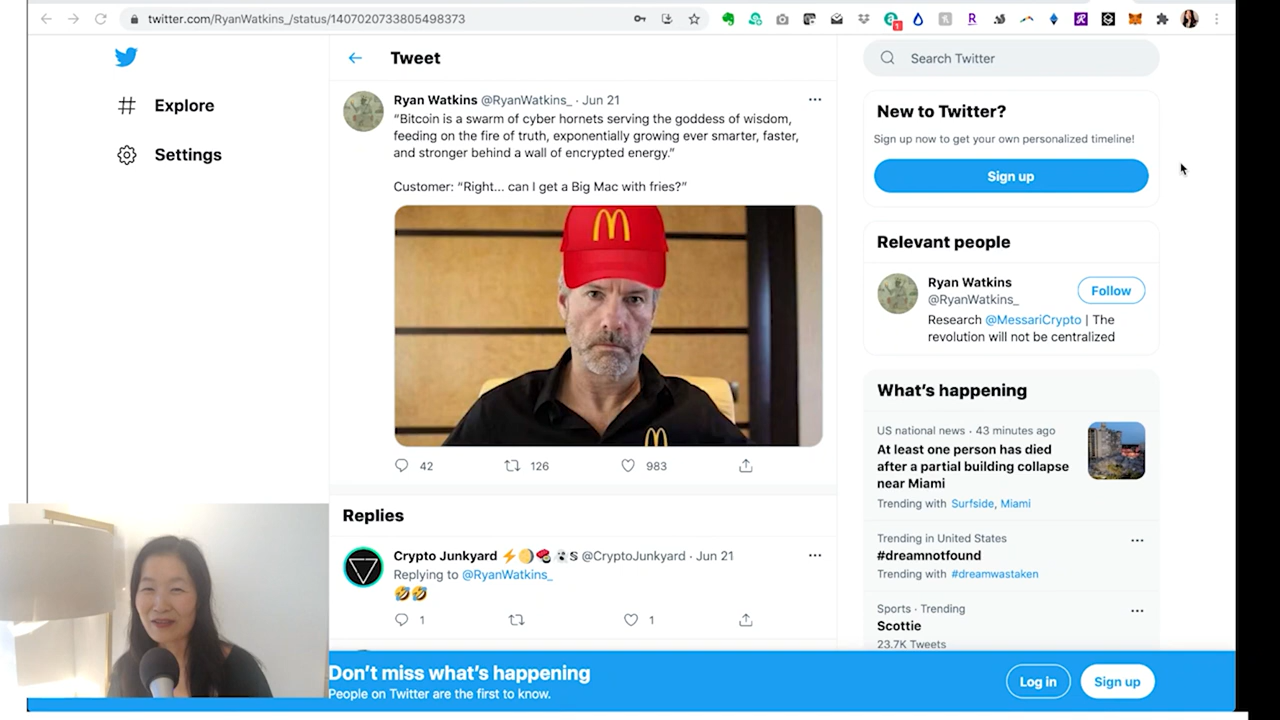 twitter.com/RyanWatkins_/status/1407020733805498373
1
Tweet
Search Twitter
Explore
Settings
Ryan Watkins @RyanWatkins_ · Jun 21
“Bitcoin is a swarm of cyber hornets serving the goddess of wisdom,
feeding on the fire of truth, exponentially growing ever smarter, faster,
and stronger behind a wall of encrypted energy.”
Customer: “Right... can I get a Big Mac with fries?”
42
126
983
Replies
Crypto Junkyard ⚡ S @CryptoJunkyard · Jun 21
Replying to @RyanWatkins_
🤣🤣
1
1
New to Twitter?
Sign up now to get your own personalized timeline!
Sign up
Relevant people
Ryan Watkins
@RyanWatkins_
Follow
Research @MessariCrypto | The
revolution will not be centralized
What’s happening
US national news · 43 minutes ago
At least one person has died
after a partial building collapse
near Miami
Trending with Surfside, Miami
Trending in United States
#dreamnotfound
Trending with #dreamwastaken
Sports · Trending
Scottie
23.7K Tweets
Don’t miss what’s happening
People on Twitter are the first to know.
Log in
Sign up